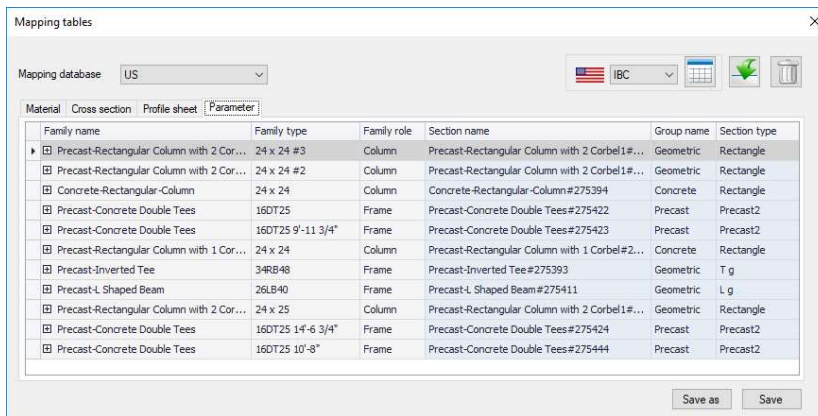 Mapping tables
Mapping database US IBC
Material Cross section Profile sheet Parameter
Family name Family type Family role Section name Group name Section type
Precast-Rectangular Column with 2 Cor... 24 x 24 #3 Column Precast-Rectangular Column with 2 Corbel1#... Geometric Rectangle
Precast-Rectangular Column with 2 Cor... 24 x 24 #2 Column Precast-Rectangular Column with 2 Corbel1#... Geometric Rectangle
Concrete-Rectangular-Column 24 x 24 Column Concrete-Rectangular-Column#275394 Concrete Rectangle
Precast-Concrete Double Tees 16DT25 Frame Precast-Concrete Double Tees#275422 Precast Precast2
Precast-Concrete Double Tees 16DT25 9'-11 3/4" Frame Precast-Concrete Double Tees#275423 Precast Precast2
Precast-Rectangular Column with 1 Cor... 24 x 24 Column Precast-Rectangular Column with 1 Corbel#2... Concrete Rectangle
Precast-Inverted Tee 34RB48 Frame Precast-Inverted Tee#275393 Geometric T g
Precast-L Shaped Beam 26LB40 Frame Precast-L Shaped Beam#275411 Geometric L g
Precast-Rectangular Column with 2 Cor... 24 x 25 Column Precast-Rectangular Column with 2 Corbel1#... Geometric Rectangle
Precast-Concrete Double Tees 16DT25 14'-6 3/4" Frame Precast-Concrete Double Tees#275424 Precast Precast2
Precast-Concrete Double Tees 16DT25 10'-8" Frame Precast-Concrete Double Tees#275444 Precast Precast2
Save as Save